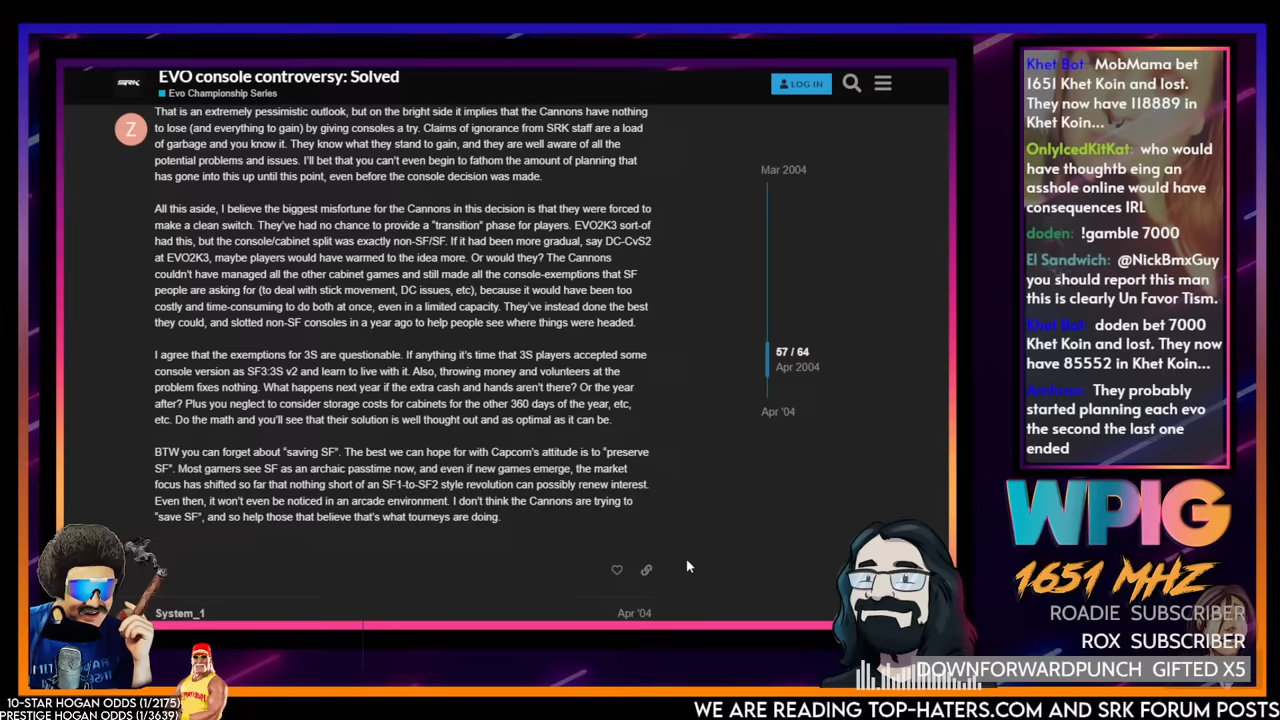 SRK
EVO console controversy: Solved
Evo Championship Series
LOG IN
Z
That is an extremely pessimistic outlook, but on the bright side it implies that the Cannons have nothing
to lose (and everything to gain) by giving consoles a try. Claims of ignorance from SRK staff are a load
of garbage and you know it. They know what they stand to gain, and they are well aware of all the
potential problems and issues. I'll bet that you can't even begin to fathom the amount of planning that
has gone into this up until this point, even before the console decision was made.
All this aside, I believe the biggest misfortune for the Cannons in this decision is that they were forced to
make a clean switch. They've had no chance to provide a "transition" phase for players. EVO2K3 sort-of
had this, but the console/cabinet split was exactly non-SF/SF. If it had been more gradual, say DC-CvS2
at EVO2K3, maybe players would have warmed to the idea more. Or would they? The Cannons
couldn't have managed all the other cabinet games and still made all the console-exemptions that SF
people are asking for (to deal with stick movement, DC issues, etc), because it would have been too
costly and time-consuming to do both at once, even in a limited capacity. They've instead done the best
they could, and slotted non-SF consoles in a year ago to help people see where things were headed.
I agree that the exemptions for 3S are questionable. If anything it's time that 3S players accepted some
console version as SF3:3S v2 and learn to live with it. Also, throwing money and volunteers at the
problem fixes nothing. What happens next year if the extra cash and hands aren't there? Or the year
after? Plus you neglect to consider storage costs for cabinets for the other 360 days of the year, etc,
etc. Do the math and you'll see that their solution is well thought out and as optimal as it can be.
BTW you can forget about "saving SF". The best we can hope for with Capcom's attitude is to "preserve
SF". Most gamers see SF as an archaic passtime now, and even if new games emerge, the market
focus has shifted so far that nothing short of an SF1-to-SF2 style revolution can possibly renew interest.
Even then, it won't even be noticed in an arcade environment. I don't think the Cannons are trying to
"save SF", and so help those that believe that's what tourneys are doing.
System_1
Apr '04
Mar 2004
57 / 64
Apr 2004
Apr '04
Khet Bot: MobMama bet
1651 Khet Koin and lost.
They now have 118889 in
Khet Koin...
OnlyIcedKitKat: who would
have thoughtb eing an
asshole online would have
consequences IRL
doden: !gamble 7000
El Sandwich: @NickBmxGuy
you should report this man
this is clearly Un Favor Tism.
Khet Bot: doden bet 7000
Khet Koin and lost. They now
have 85552 in Khet Koin...
They probably
started planning each evo
the second the last one
ended
WPIG
1651 MHZ
ROADIE SUBSCRIBER
ROX SUBSCRIBER
DOWNFORWARDPUNCH GIFTED X5
10-STAR HOGAN ODDS (1/2175)
PRESTIGE HOGAN ODDS (1/3639)
WE ARE READING TOP-HATERS.COM AND SRK FORUM POSTS